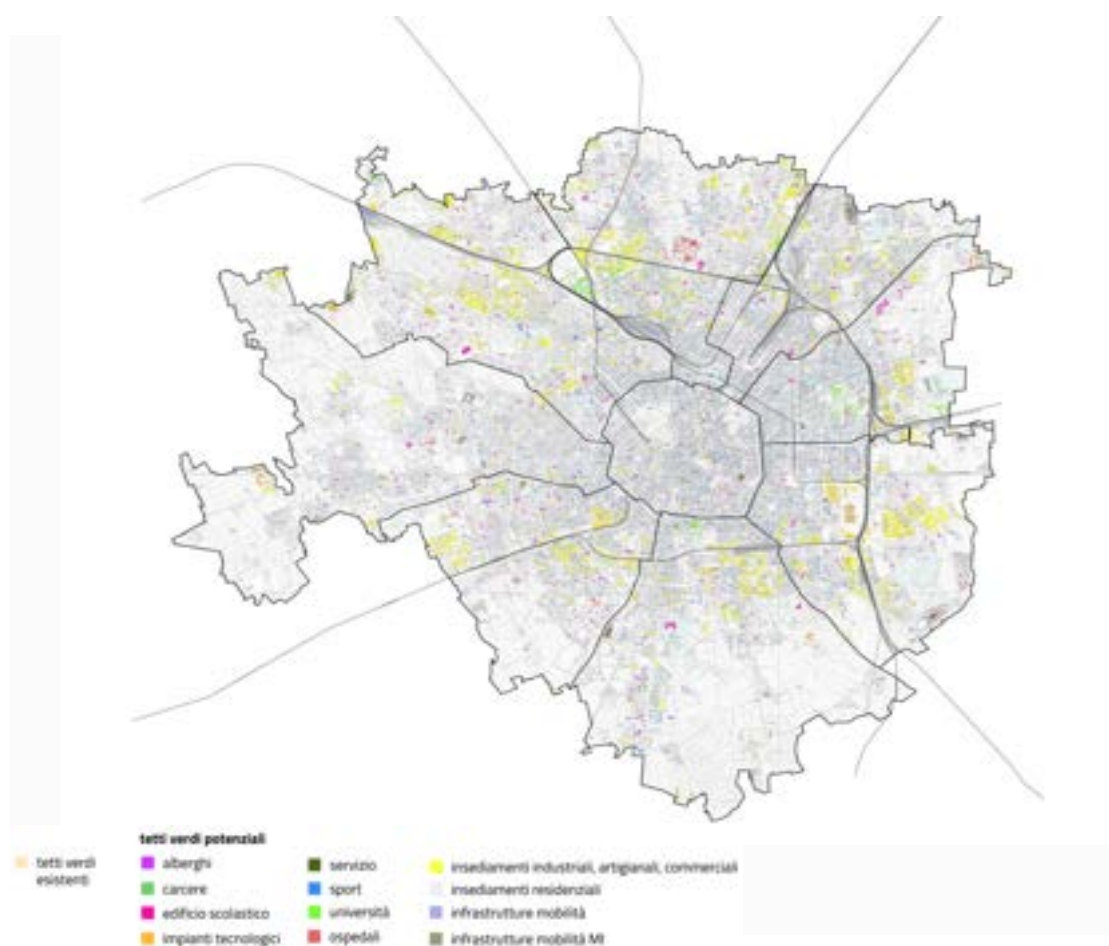 tetti verdi potenziali
tetti verdi
esistenti
alberghi
carcere
edificio scolastico
impianti tecnologici
servizio
sport
università
ospedali
insediamenti industriali, artigianali, commerciali
insediamenti residenziali
infrastrutture mobilità
infrastrutture mobilità MI